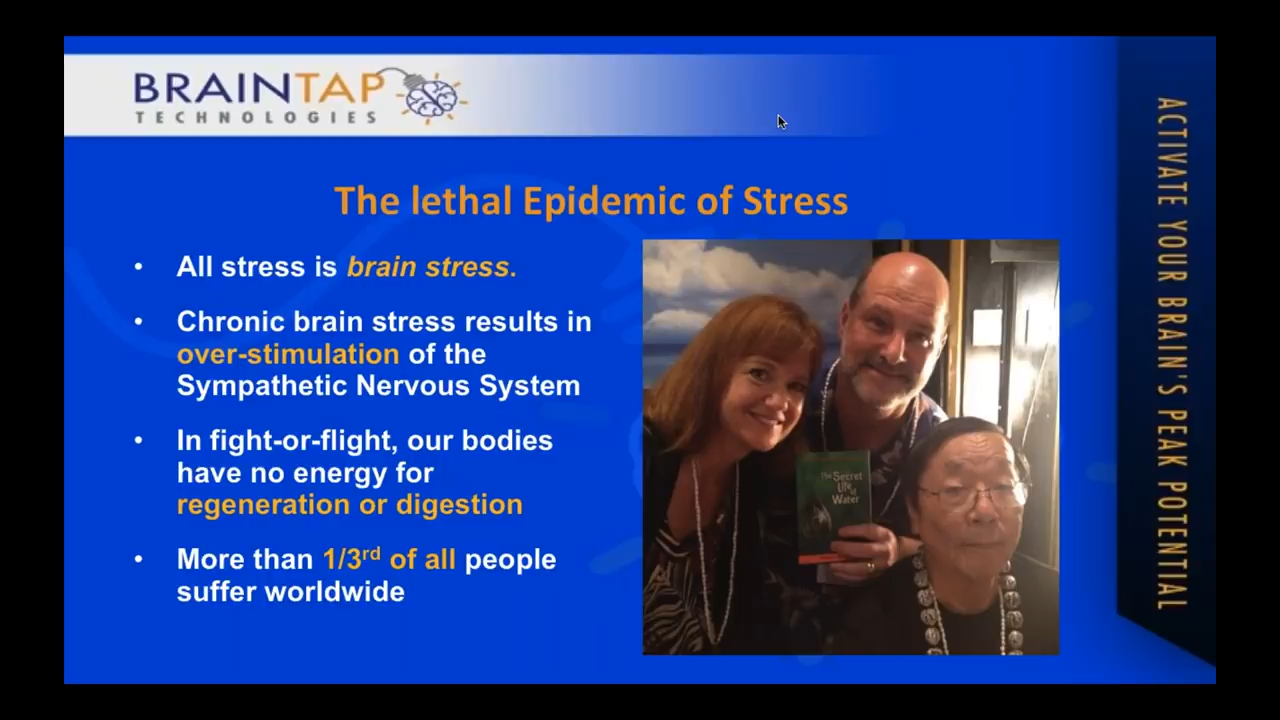 BRAINTAP
TECHNOLOGIES
The lethal Epidemic of Stress
• All stress is brain stress.
• Chronic brain stress results in
over-stimulation of the
Sympathetic Nervous System
• In fight-or-flight, our bodies
have no energy for
regeneration or digestion
• More than 1/3rd of all people
suffer worldwide
The Secret
Life of
Water
ACTIVATE YOUR BRAIN'S PEAK POTENTIAL